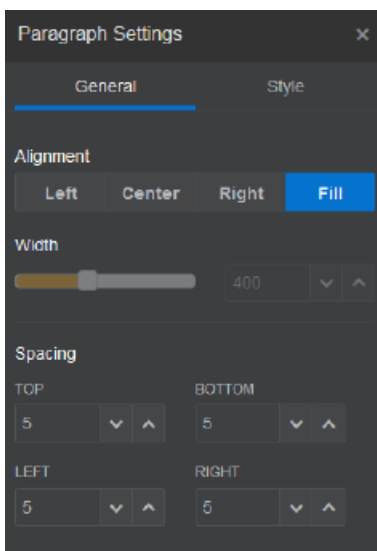 Paragraph Settings ×
General Style
Alignment
Left Center Right Fill
Width
400
Spacing
TOP BOTTOM
5 5
LEFT RIGHT
5 5